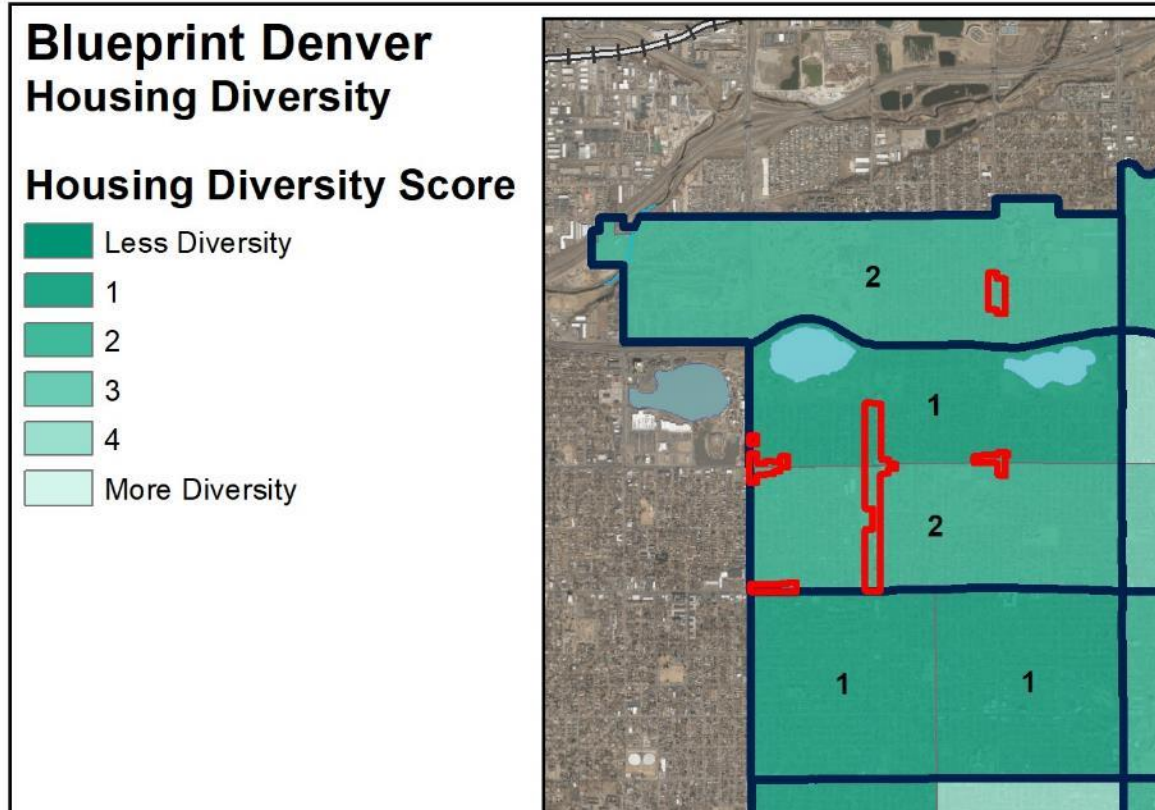 Blueprint Denver
Housing Diversity
Housing Diversity Score
Less Diversity
1
2
3
4
More Diversity
2
1
2
1 1